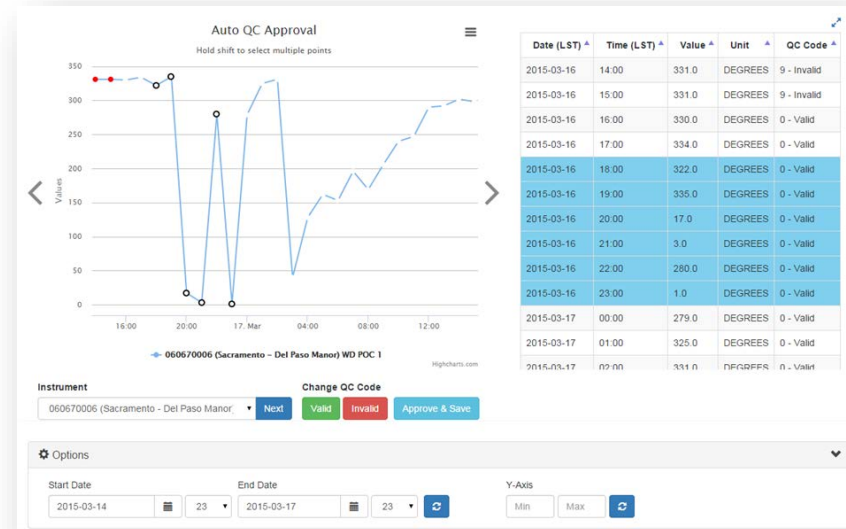 Auto QC Approval
Hold shift to select multiple points
350
300
250
200
150
100
50
0
Values
16:00 20:00 17. Mar 04:00 08:00 12:00
060670006 (Sacramento - Del Paso Manor) WD POC 1
Highcharts.com
Date (LST) Time (LST) Value Unit QC Code
2015-03-16 14:00 331.0 DEGREES 9 - Invalid
2015-03-16 15:00 331.0 DEGREES 9 - Invalid
2015-03-16 16:00 330.0 DEGREES 0 - Valid
2015-03-16 17:00 334.0 DEGREES 0 - Valid
2015-03-16 18:00 322.0 DEGREES 0 - Valid
2015-03-16 19:00 335.0 DEGREES 0 - Valid
2015-03-16 20:00 17.0 DEGREES 0 - Valid
2015-03-16 21:00 3.0 DEGREES 0 - Valid
2015-03-16 22:00 280.0 DEGREES 0 - Valid
2015-03-16 23:00 1.0 DEGREES 0 - Valid
2015-03-17 00:00 279.0 DEGREES 0 - Valid
2015-03-17 01:00 325.0 DEGREES 0 - Valid
2015-03-17 02:00 331.0 DEGREES 0 - Valid
Instrument Change QC Code
060670006 (Sacramento - Del Paso Manor) Next Valid Invalid Approve & Save
Options
Start Date End Date Y-Axis
2015-03-14 23 2015-03-17 23 Min Max